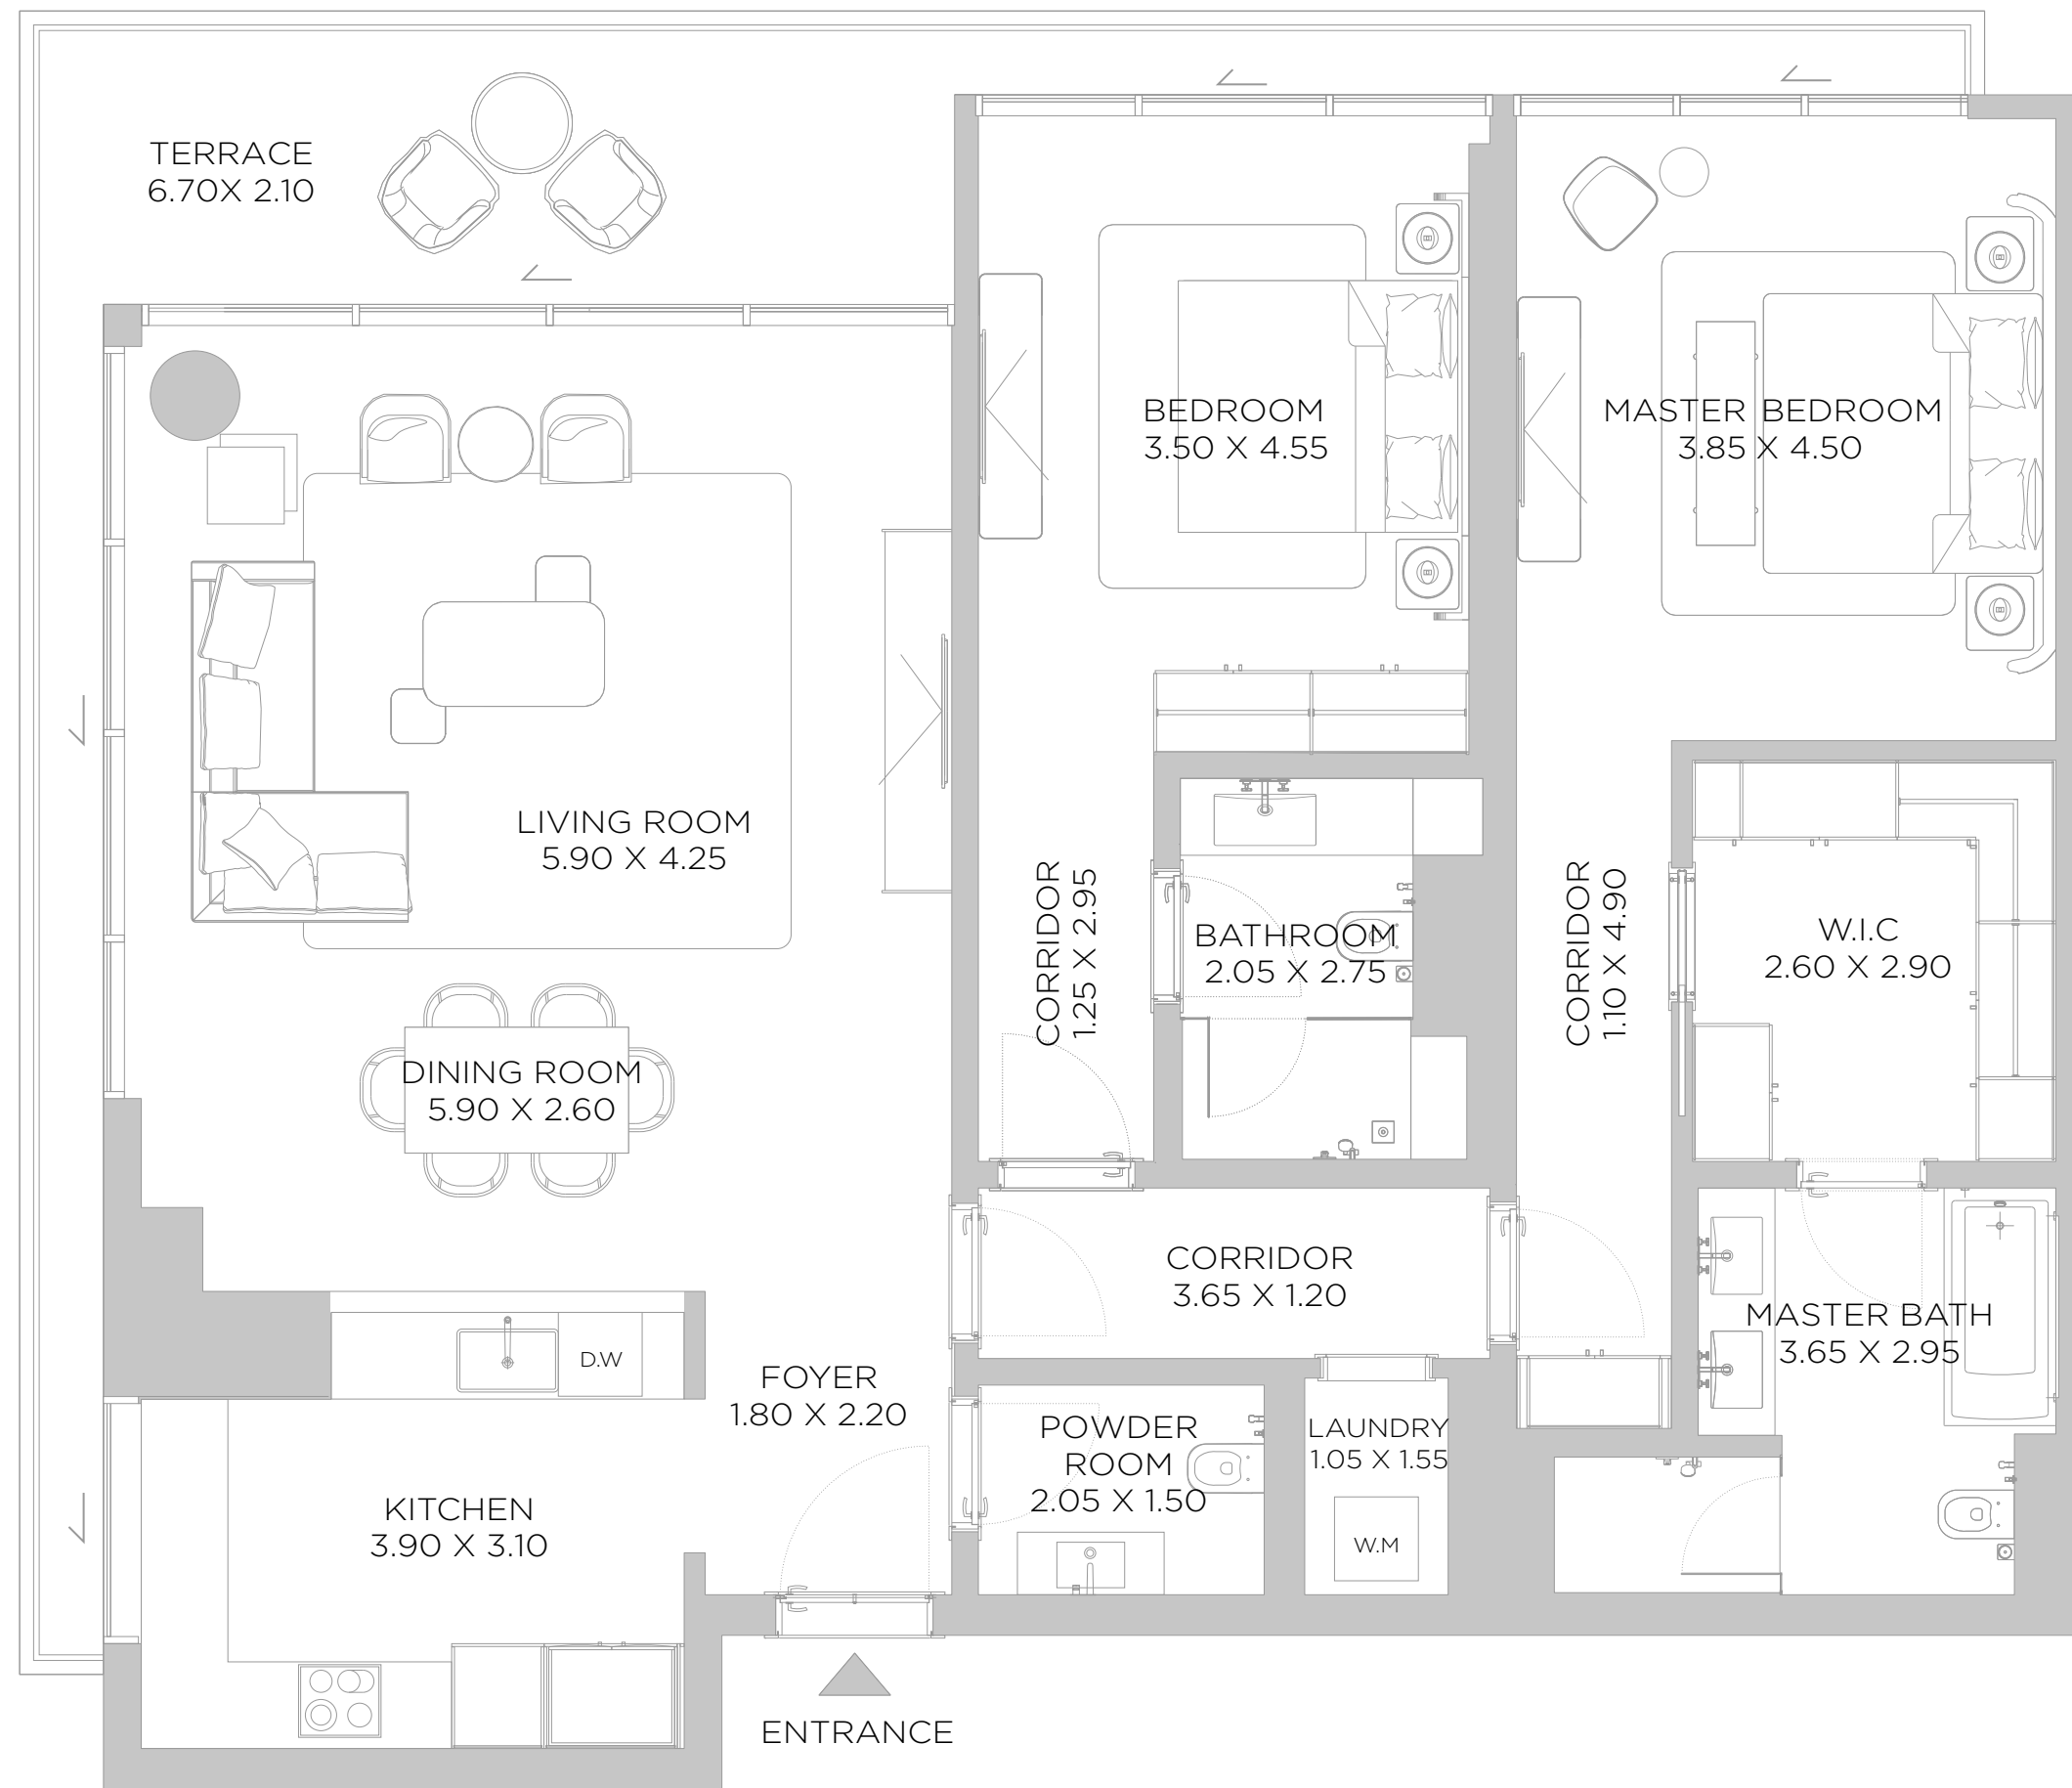 TERRACE
6.70X 2.10
BEDROOM
3.50 X 4.55
MASTER BEDROOM
3.85 X 4.50
LIVING ROOM
5.90 X 4.25
CORRIDOR
1.25 X 2.95
BATHROOM
2.05 X 2.75
CORRIDOR
1.10 X 4.90
W.I.C
2.60 X 2.90
DINING ROOM
5.90 X 2.60
CORRIDOR
3.65 X 1.20
MASTER BATH
3.65 X 2.95
D.W
FOYER
1.80 X 2.20
POWDER
ROOM
2.05 X 1.50
LAUNDRY
1.05 X 1.55
W.M
KITCHEN
3.90 X 3.10
ENTRANCE